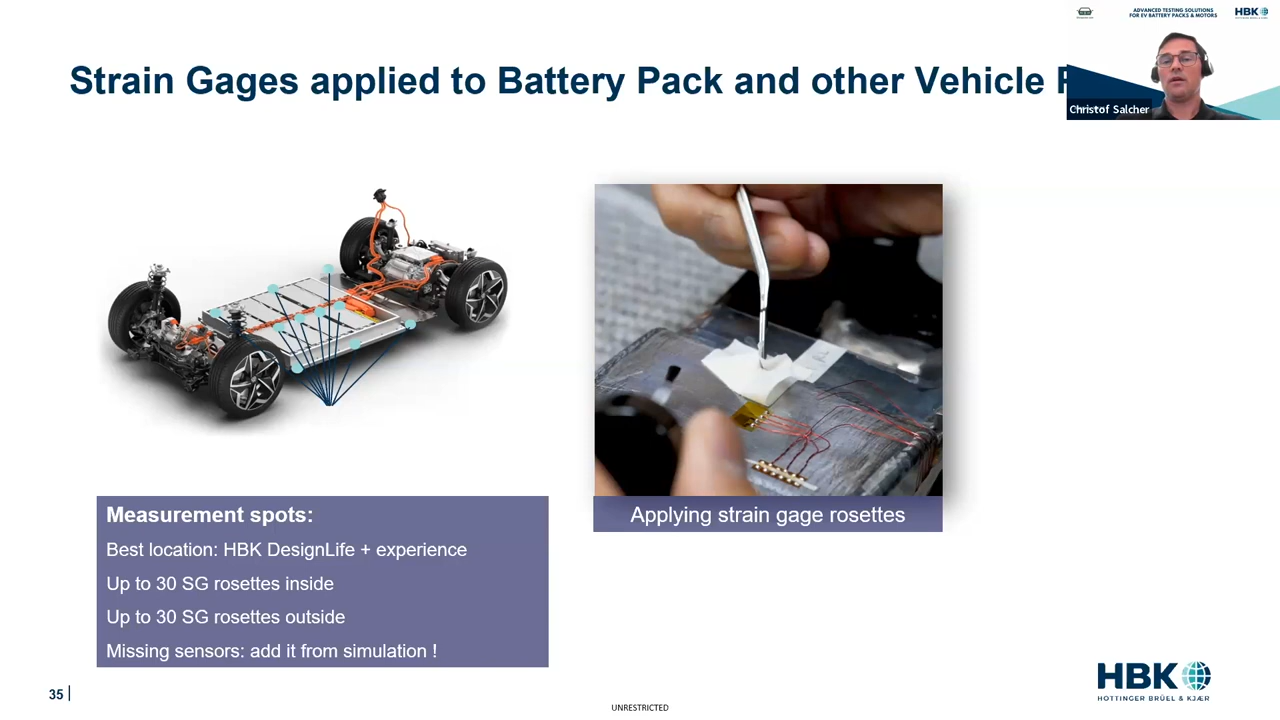 ADVANCED TESTING SOLUTIONS
FOR EV BATTERY PACKS & MOTORS
HBK
Strain Gages applied to Battery Pack and other Vehicle
Christof Salcher
Measurement spots:
Best location: HBK DesignLife + experience
Up to 30 SG rosettes inside
Up to 30 SG rosettes outside
Missing sensors: add it from simulation !
Applying strain gage rosettes
HBK
HOTTINGER BRÜEL & KJÆR
35
UNRESTRICTED